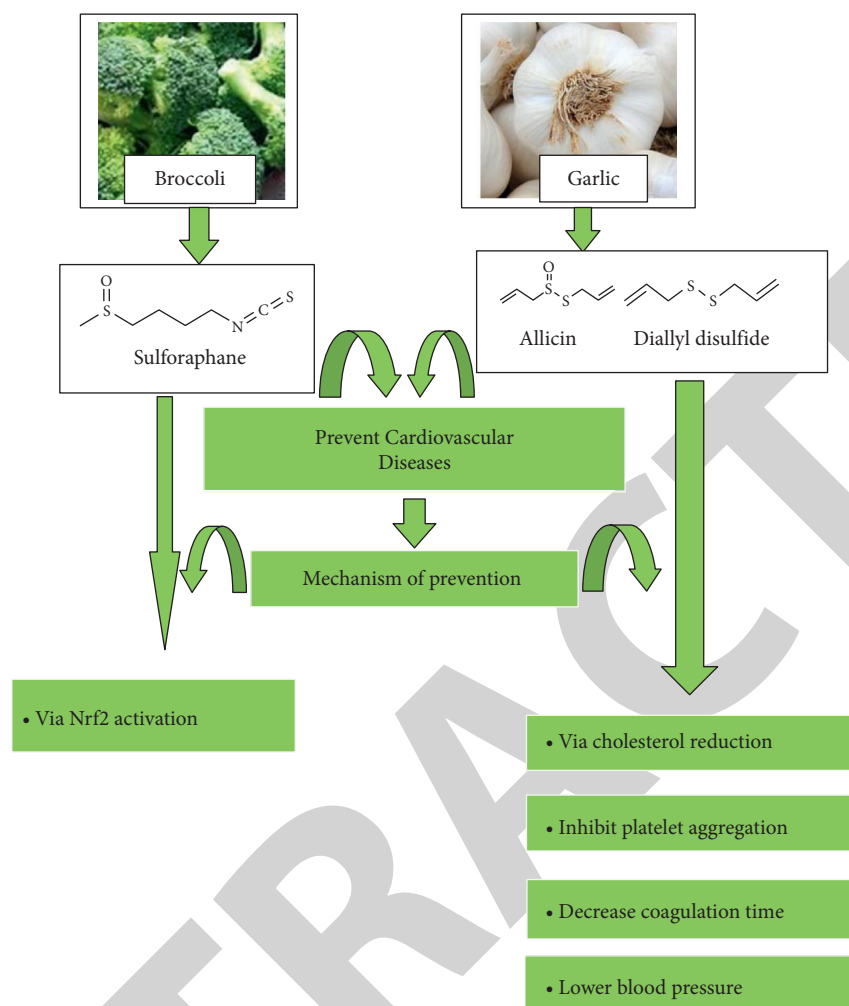 Broccoli
Garlic
O
S
N
C
S
Sulforaphane
O
S
S
Allicin
S
S
Diallyl disulfide
Prevent Cardiovascular
Diseases
Mechanism of prevention
• Via Nrf2 activation
• Via cholesterol reduction
• Inhibit platelet aggregation
• Decrease coagulation time
• Lower blood pressure
TRACT